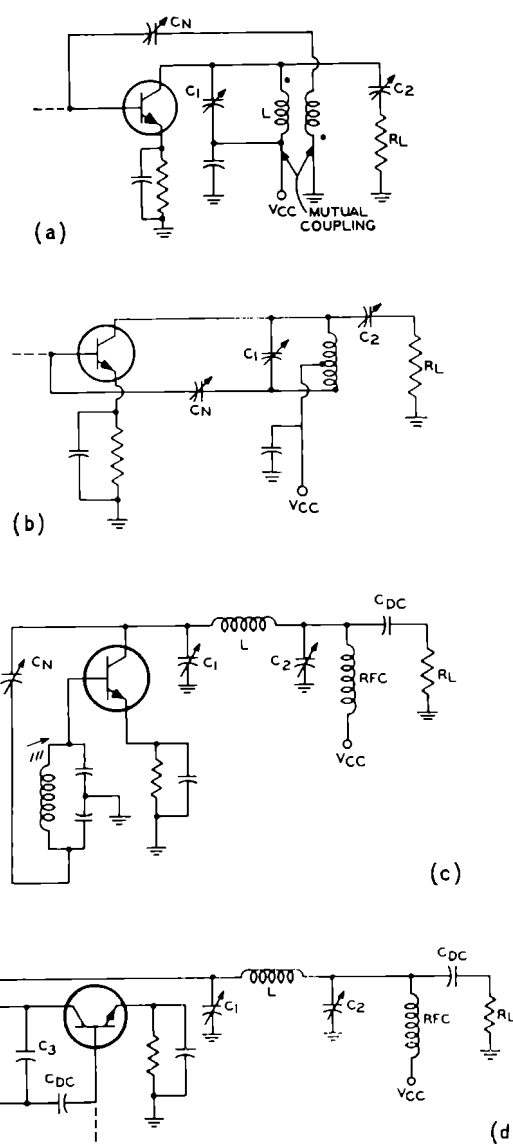 CN
C1
C2
L
RL
VCC MUTUAL
COUPLING
(a)
C2
C1
RL
CN
VCC
(b)
CDC
L
CN
C1
C2
RFC
RL
VCC
(c)
CDC
L
C1
C2
RFC
RL
C3
CDC
VCC
(d